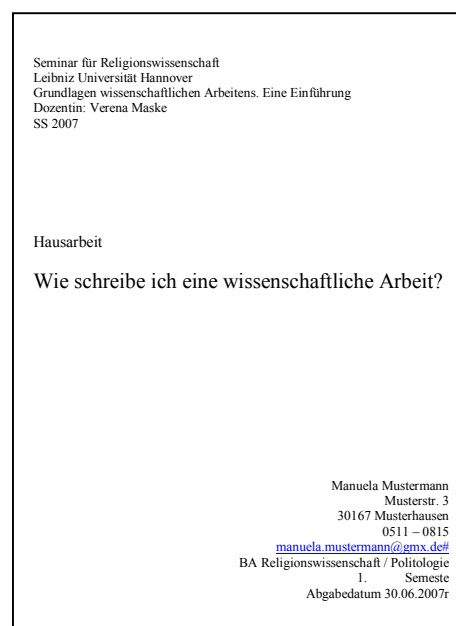 Seminar für Religionswissenschaft
Leibniz Universität Hannover
Grundlagen wissenschaftlichen Arbeitens. Eine Einführung
Dozentin: Verena Maske
SS 2007
Hausarbeit
Wie schreibe ich eine wissenschaftliche Arbeit?
Manuela Mustermann
Musterstr. 3
30167 Musterhausen
0511 – 0815
manuela.mustermann@gmx.de#
BA Religionswissenschaft / Politologie
1. Semeste
Abgabedatum 30.06.2007r